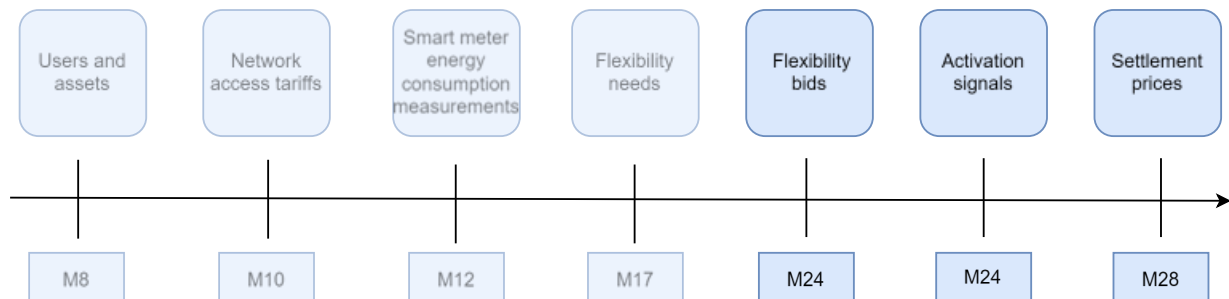 Users and
assets
Network
access tariffs
Smart meter
energy
consumption
measurements
Flexibility
needs
Flexibility
bids
Activation
signals
Settlement
prices
M8
M10
M12
M17
M24
M24
M28